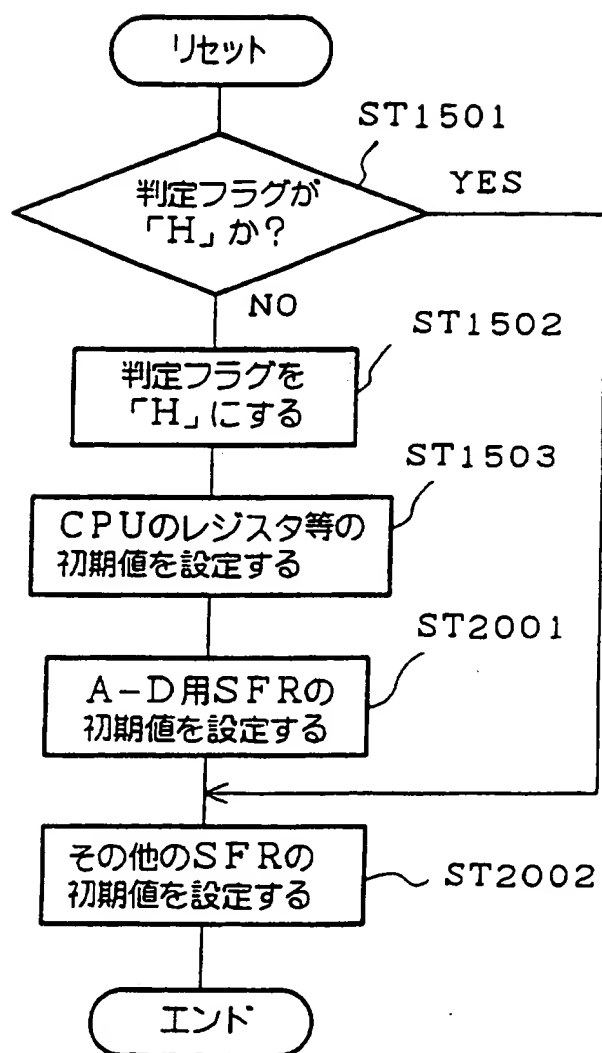 リセット
ST1501
判定フラグが
「H」か?
YES
NO
ST1502
判定フラグを
「H」にする
ST1503
CPUのレジスタ等の
初期値を設定する
ST2001
A-D用SFRの
初期値を設定する
その他のSFRの
初期値を設定する
ST2002
エンド